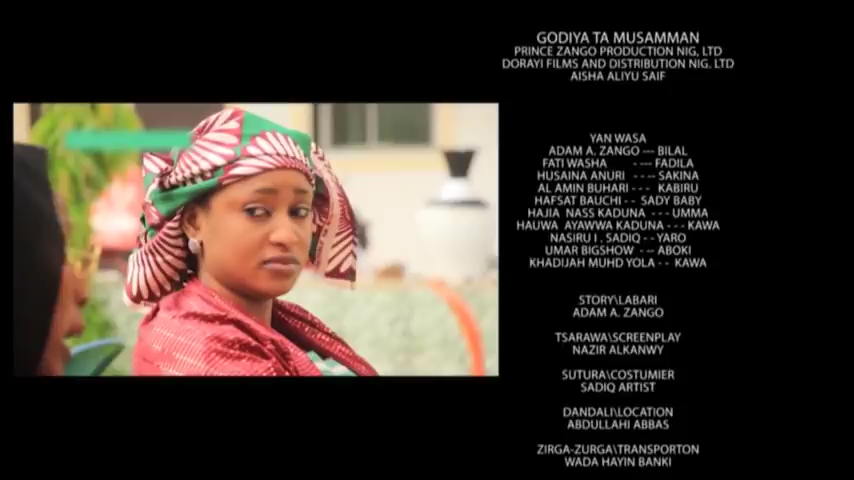 GODIYA TA MUSAMMAN
PRINCE ZANGO PRODUCTION NIG, LTD
DORAYI FILMS AND DISTRIBUTION NIG. LTD
AISHA ALIYU SAIF
YAN WASA
ADAM A. ZANGO --- BILAL
FATI WASHA - --- FADILA
HUSAINA ANURI - - -- SAKINA
AL AMIN BUHARI - - - KABIRU
HAFSAT BAUCHI - - SADY BABY
HAJIA NASS KADUNA - - - UMMA
HAUWA AYAWWA KADUNA - - - KAWA
NASIRU I . SADIQ - - YARO
UMAR BIGSHOW - -- ABOKI
KHADIJAH MUHD YOLA - - KAWA
STORY\LABARI
ADAM A. ZANGO
TSARAWA\SCREENPLAY
NAZIR ALKANWY
SUTURA\COSTUMIER
SADIQ ARTIST
DANDALI\LOCATION
ABDULLAHI ABBAS
ZIRGA-ZURGA\TRANSPORTON
WADA HAYIN BANKI